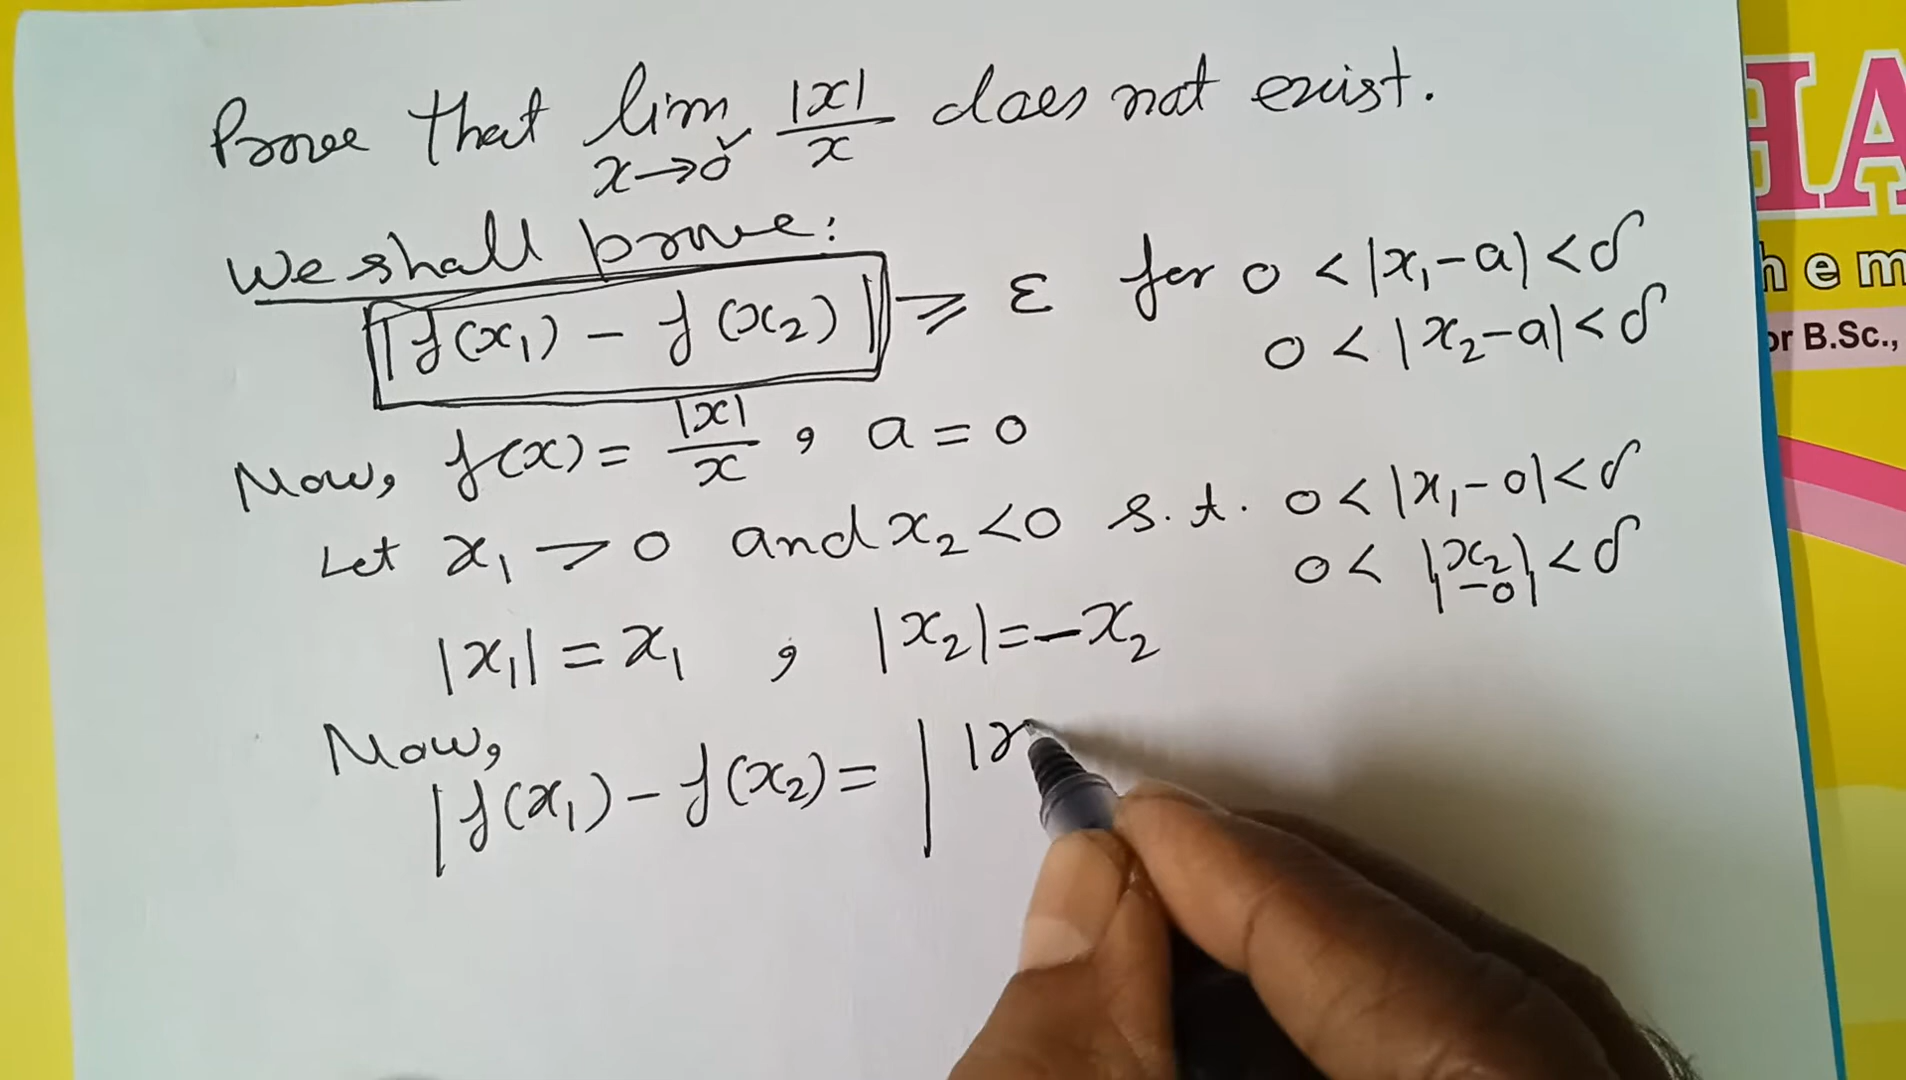 Prove that lim x→0 |x|/x does not exist.
We shall prove:
|f(x₁) - f(x₂)| ≥ ε for 0 < |x₁-a| < δ
0 < |x₂-a| < δ
Now, f(x) = |x|/x , a = 0
Let x₁ > 0 and x₂ < 0 s.t. 0 < |x₁-0| < δ
0 < |x₂-0| < δ
|x₁| = x₁ , |x₂| = -x₂
Now,
|f(x₁) - f(x₂) = | |x
HA
hem
or B.Sc.,